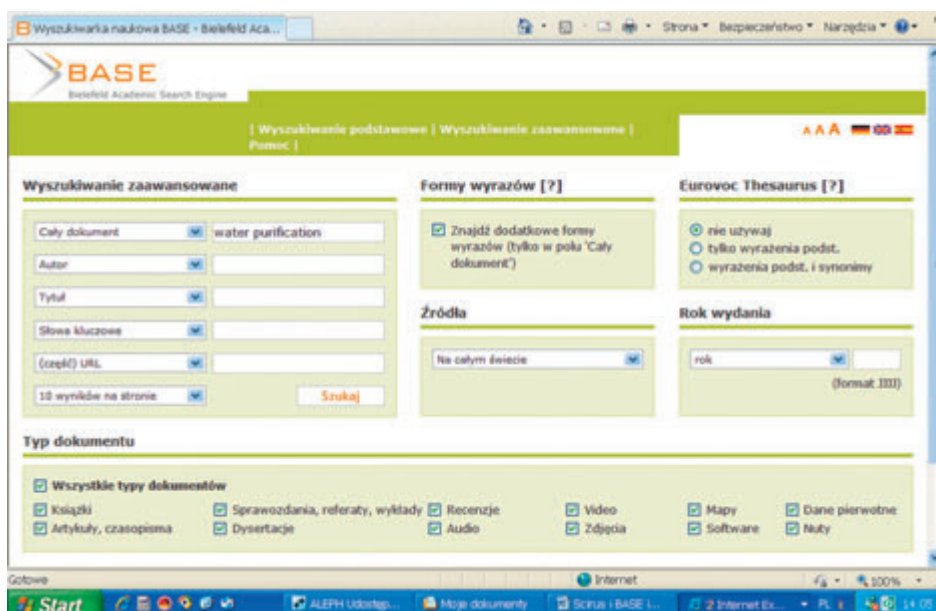 Wyszukiwarka naukowa BASE - Bielefeld Aca...
Strona Bezpieczeństwo Narzędzia
BASE
Bielefeld Academic Search Engine
| Wyszukiwanie podstawowe | Wyszukiwanie zaawansowane |
Pomoc |
A A A
Wyszukiwanie zaawansowane
Cały dokument water purification
Autor
Tytuł
Słowa kluczowe
(część) URL
10 wyników na stronie Szukaj
Formy wyrazów [?]
Znajdź dodatkowe formy
wyrazów (tylko w polu 'Cały
dokument')
Eurovoc Thesaurus [?]
nie używaj
tylko wyrażenia podst.
wyrażenia podst. i synonimy
Źródła
Na całym świecie
Rok wydania
rok
(format JJJJ)
Typ dokumentu
Wszystkie typy dokumentów
Książki Sprawozdania, referaty, wykłady Recenzje Video Mapy Dane pierwotne
Artykuły, czasopisma Dysertacje Audio Zdjęcia Software Nuty
Gotowe Internet 100%
Start ALEPH Udostęp... Moje dokumenty Scirus i BASE i... 2 Internet Ex... PL 14:05